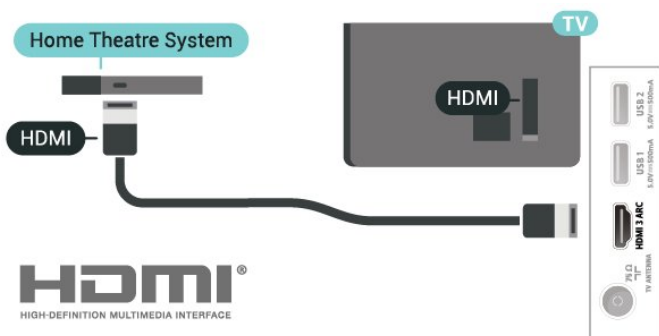 Home Theatre System
TV
HDMI
HDMI
USB 2
5.0V⎓500mA
USB 1
5.0V⎓500mA
HDMI 3 ARC
75 Ω
TV ANTENNA
HDMI®
HIGH-DEFINITION MULTIMEDIA INTERFACE